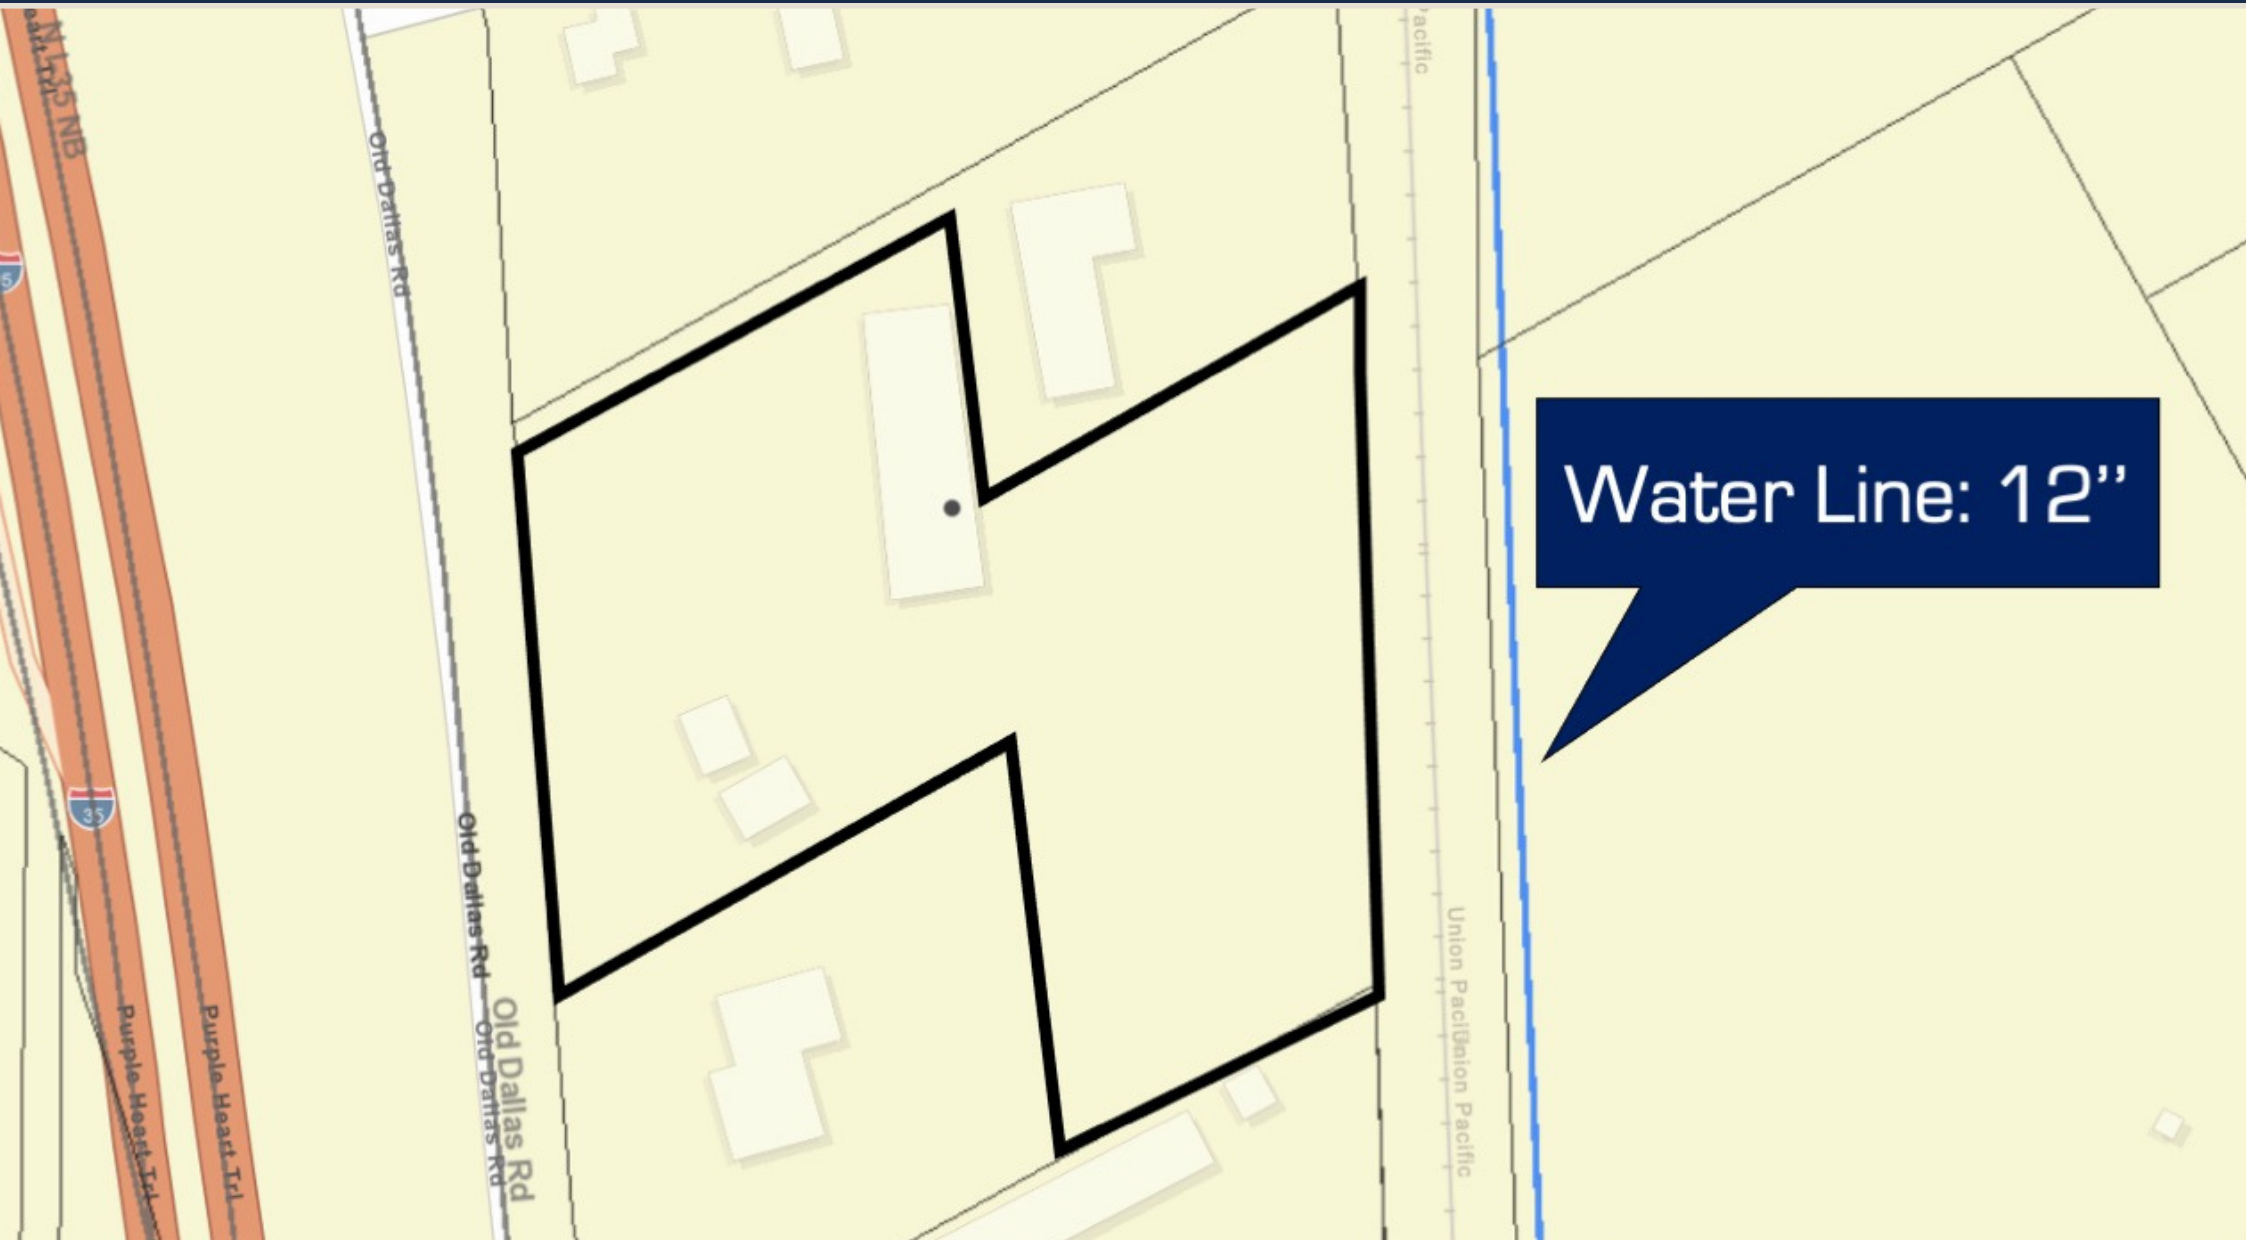 N I-35 NB
Old Dallas Rd
Pacific
35
Water Line: 12”
Old Dallas Rd
Old Dallas Rd
Old Dallas Rd
Purple Heart Trl
Purple Heart Trl
Union Pacific
Union Pacific